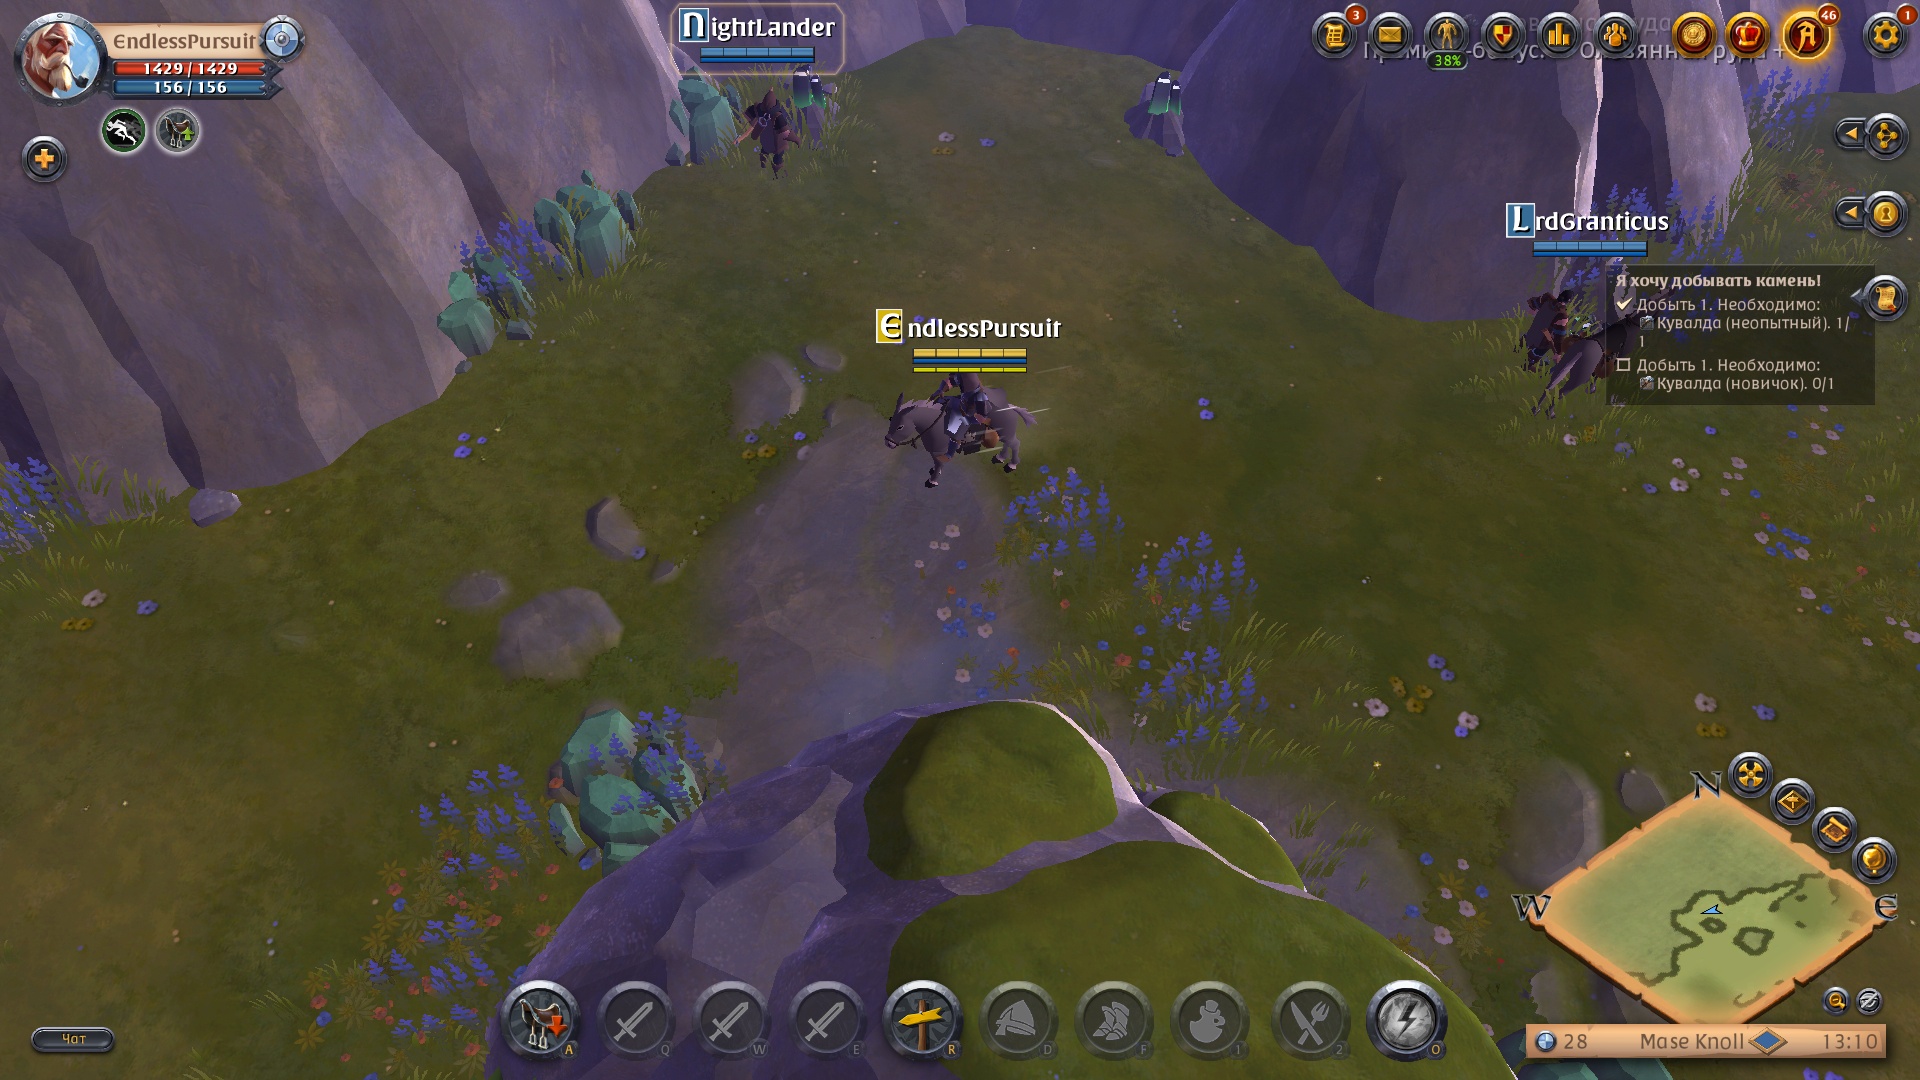 EndlessPursuit
1429 / 1429
156 / 156
NightLander
3
38%
46
1
LrdGranticus
Я хочу добывать камень!
Добыть 1. Необходимо:
Кувалда (неопытный). 1/
1
Добыть 1. Необходимо:
Кувалда (новичок). 0/1
EndlessPursuit
N
W
E
Чат
A
Q
W
E
R
D
F
1
2
O
28
Mase Knoll
13:10